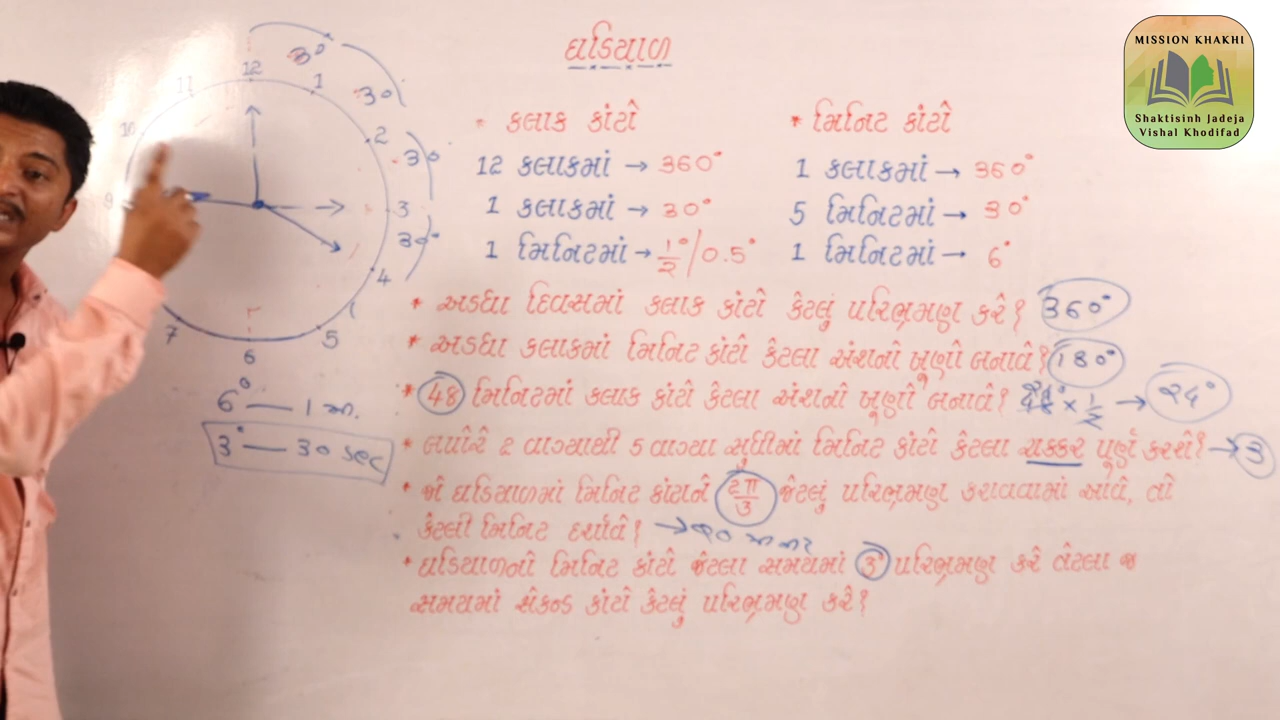 ઘડિયાળ
MISSION KHAKHI
Shaktisinh Jadeja
Vishal Khodifad
12
1
2
3
4
5
6
7
9
10
11
30°
30
30
30°
* કલાક કાંટો
12 કલાકમાં → 360°
1 કલાકમાં → 30°
1 મિનિટમાં → 1/2° / 0.5°
* મિનિટ કાંટો
1 કલાકમાં → 360°
5 મિનિટમાં → 30°
1 મિનિટમાં → 6°
* અડધા દિવસમાં કલાક કાંટો કેટલું પરિભ્રમણ કરે? 360°
* અડધા કલાકમાં મિનિટ કાંટો કેટલા અંશનો ખૂણો બનાવે? 180°
* 48 મિનિટમાં કલાક કાંટો કેટલા અંશનો ખૂણો બનાવે? × 1/2 → ૨૪°
* બપોરે 2 વાગ્યાથી 5 વાગ્યા સુધીમાં મિનિટ કાંટો કેટલા ચક્કર પૂર્ણ કરશે? → 3
* જો ઘડિયાળમાં મિનિટ કાંટાને 2π/3 જેટલું પરિભ્રમણ કરાવવામાં આવે, તો
કેટલી મિનિટ દર્શાવે? → ૨૦
* ઘડિયાળનો મિનિટ કાંટો જેટલા સમયમાં 3° પરિભ્રમણ કરે તેટલા જ
સમયમાં સેકન્ડ કાંટો કેટલું પરિભ્રમણ કરે?
6° — 1 મિ.
3° — 30 sec